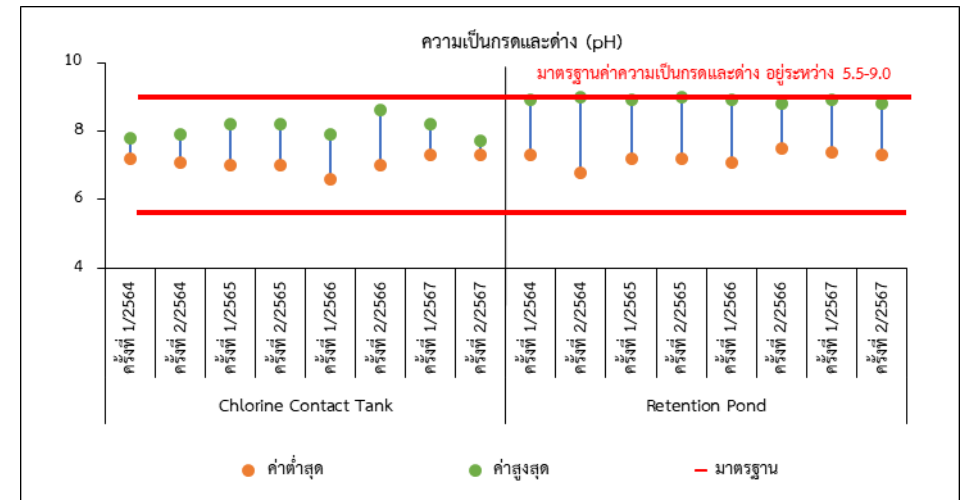 ความเป็นกรดและด่าง (pH)
มาตรฐานค่าความเป็นกรดและด่าง อยู่ระหว่าง 5.5-9.0
10
8
6
4
ครั้งที่ 1/2564
ครั้งที่ 2/2564
ครั้งที่ 1/2565
ครั้งที่ 2/2565
ครั้งที่ 1/2566
ครั้งที่ 2/2566
ครั้งที่ 1/2567
ครั้งที่ 2/2567
ครั้งที่ 1/2564
ครั้งที่ 2/2564
ครั้งที่ 1/2565
ครั้งที่ 2/2565
ครั้งที่ 1/2566
ครั้งที่ 2/2566
ครั้งที่ 1/2567
ครั้งที่ 2/2567
Chlorine Contact Tank
Retention Pond
ค่าต่ำสุด
ค่าสูงสุด
มาตรฐาน